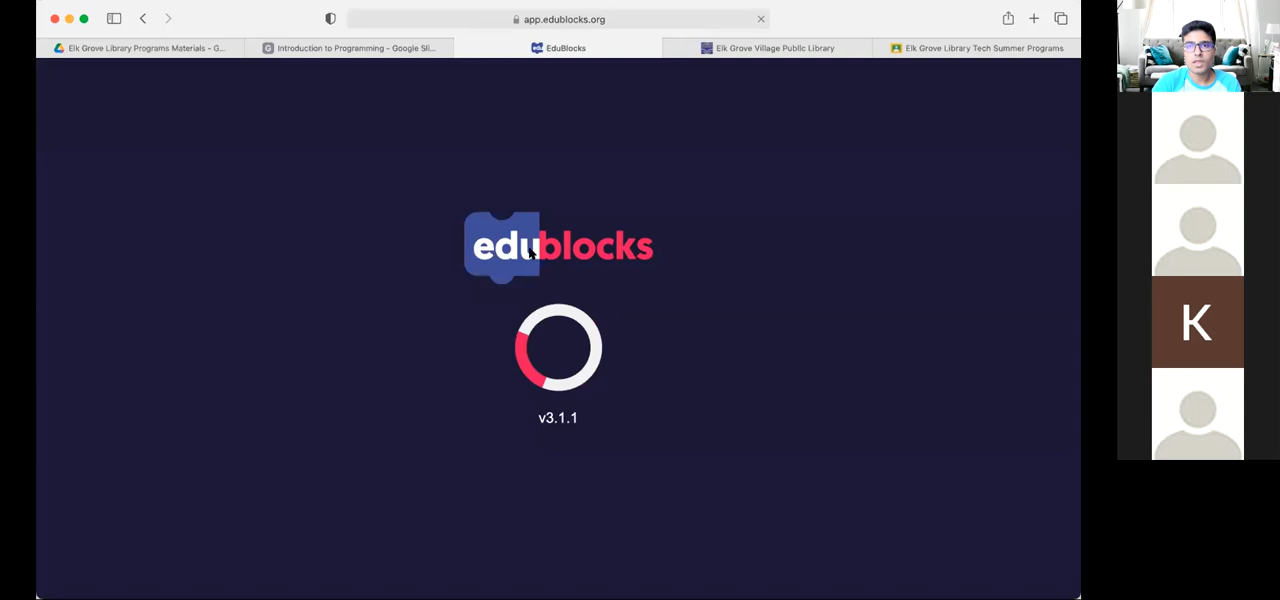 app.edublocks.org
Elk Grove Library Programs Materials – G...
Introduction to Programming - Google Sli...
EduBlocks
Elk Grove Village Public Library
Elk Grove Library Tech Summer Programs
edublocks
v3.1.1
K